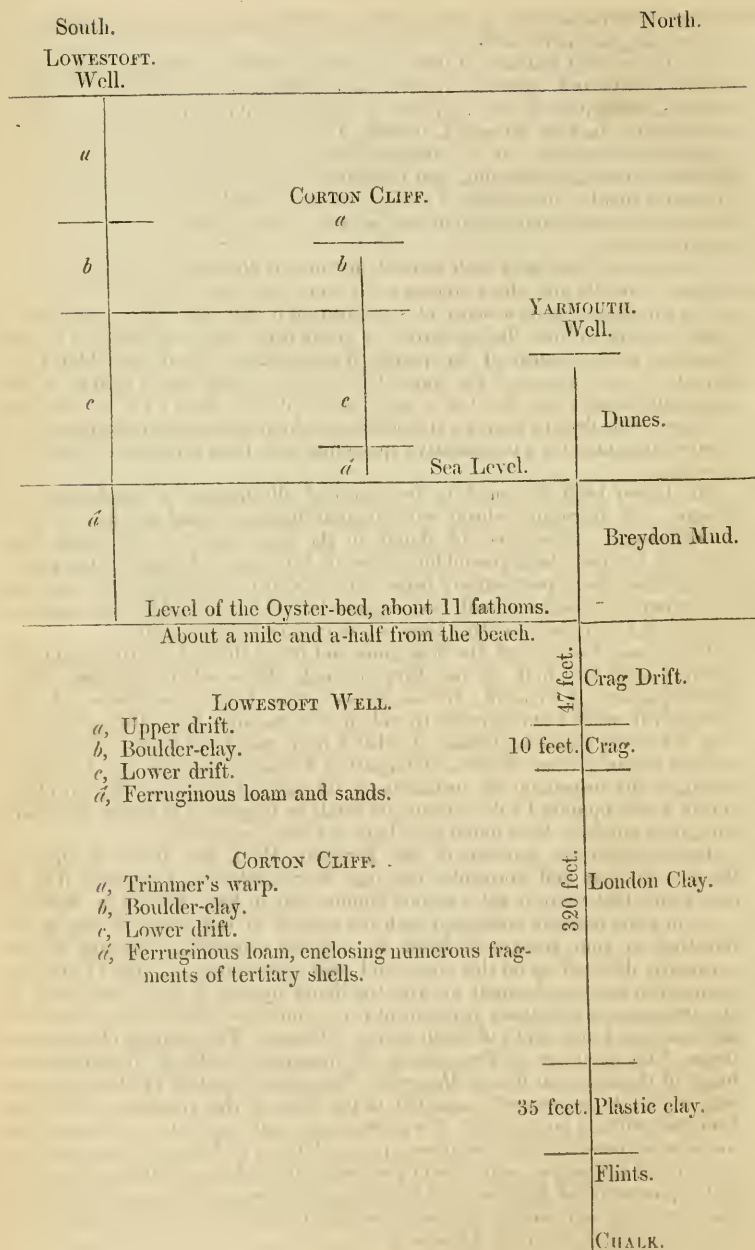 South.
North.
LOWESTOFT.
Well.
a
CORTON CLIFF.
a
b
b
YARMOUTH.
Well.
c
c
Dunes.
á
Sea Level.
á
Breydon Mud.
Level of the Oyster-bed, about 11 fathoms.
About a mile and a-half from the beach.
47 feet.
Crag Drift.
LOWESTOFT WELL.
a, Upper drift.
b, Boulder-clay.
10 feet. Crag.
c, Lower drift.
á, Ferruginous loam and sands.
CORTON CLIFF.
320 feet.
London Clay.
a, Trimmer's warp.
b, Boulder-clay.
c, Lower drift.
á, Ferruginous loam, enclosing numerous frag-
ments of tertiary shells.
35 feet. Plastic clay.
Flints.
CHALK.